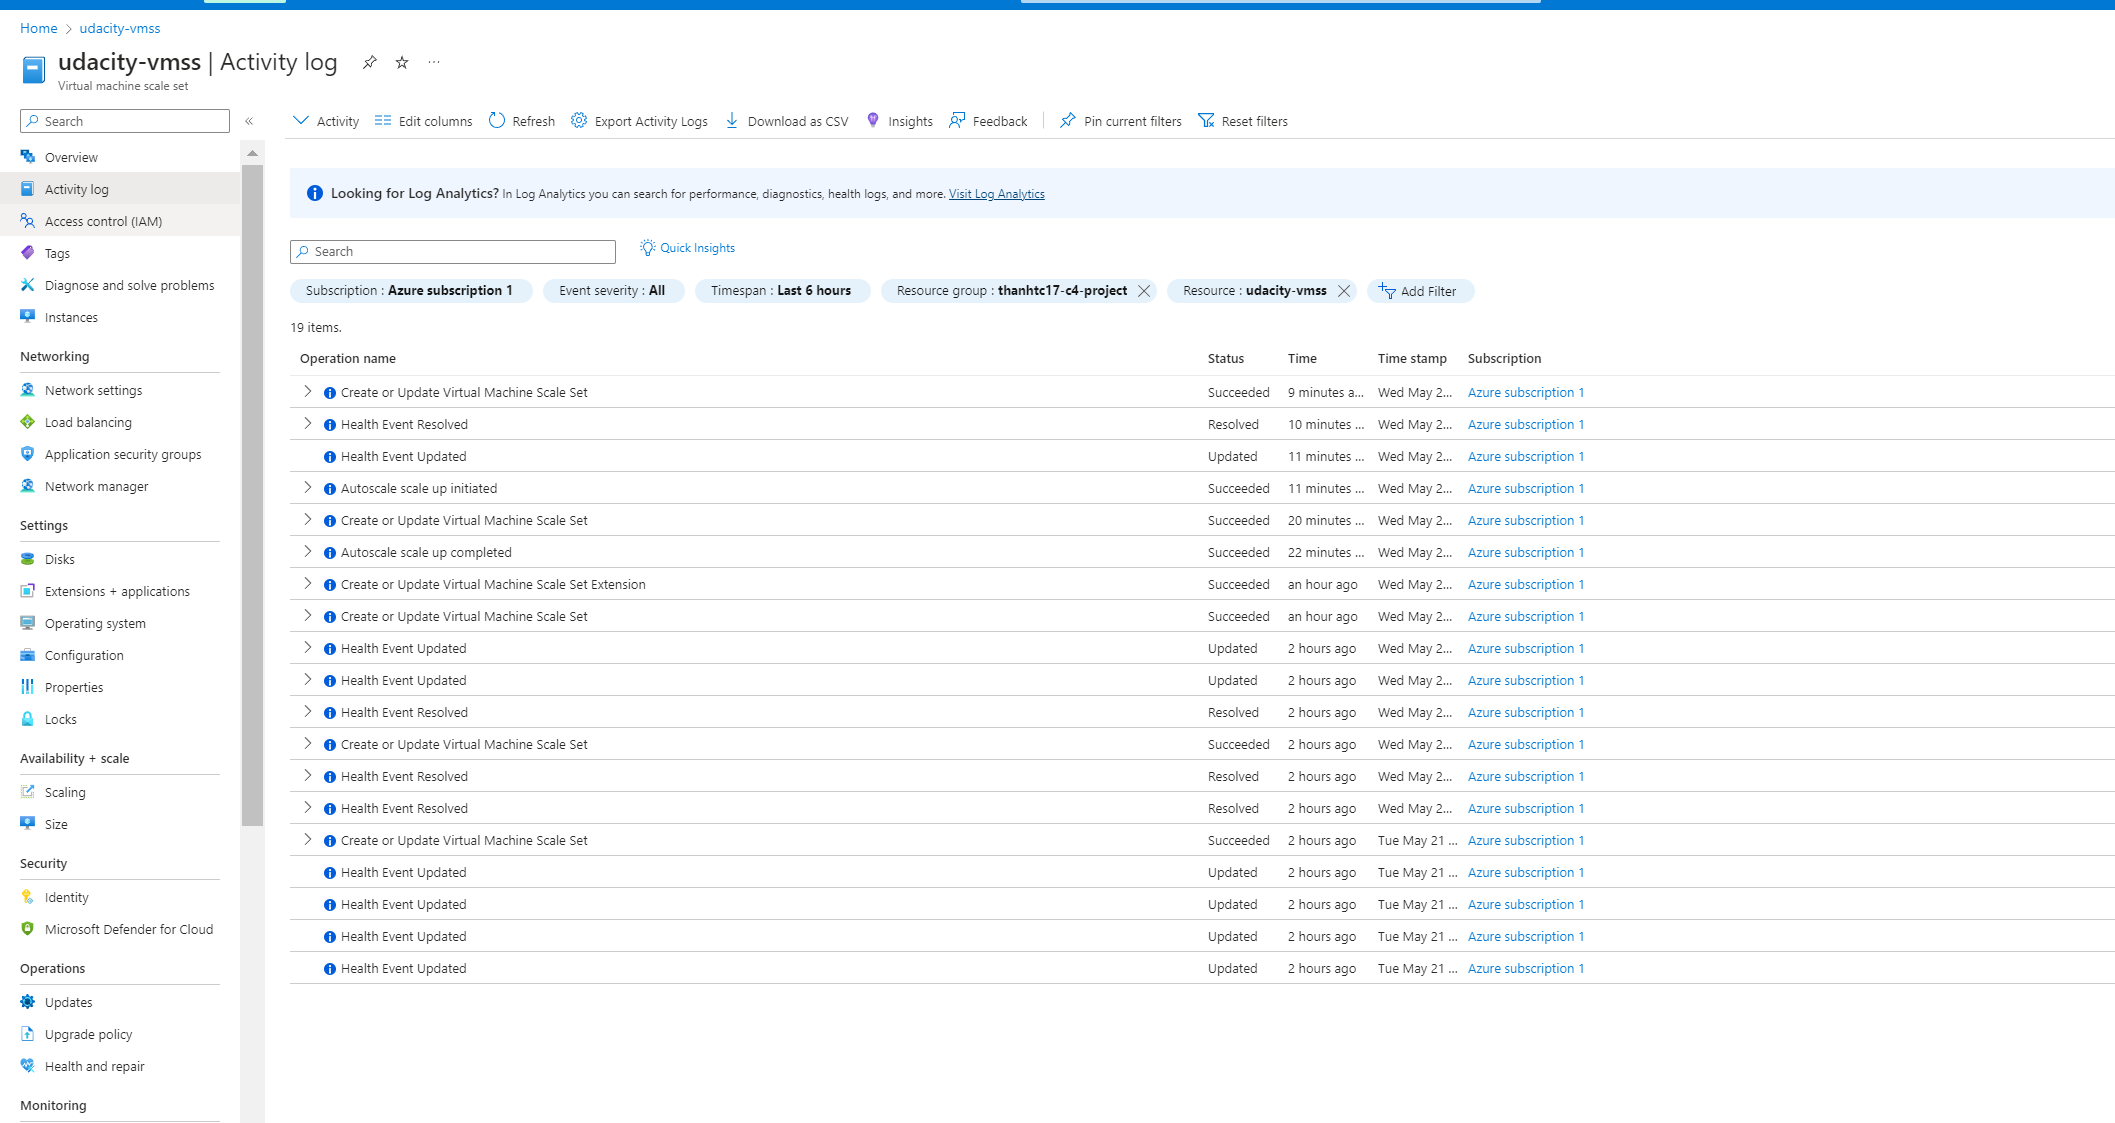 Home > udacity-vmss
udacity-vmss | Activity log ...
Virtual machine scale set
Search «
Overview
Activity log
Access control (IAM)
Tags
Diagnose and solve problems
Instances
Networking
Network settings
Load balancing
Application security groups
Network manager
Settings
Disks
Extensions + applications
Operating system
Configuration
Properties
Locks
Availability + scale
Scaling
Size
Security
Identity
Microsoft Defender for Cloud
Operations
Updates
Upgrade policy
Health and repair
Monitoring
Activity Edit columns Refresh Export Activity Logs Download as CSV Insights Feedback Pin current filters Reset filters
Looking for Log Analytics? In Log Analytics you can search for performance, diagnostics, health logs, and more. Visit Log Analytics
Search Quick Insights
Subscription : Azure subscription 1 Event severity : All Timespan : Last 6 hours Resource group : thanhtc17-c4-project Resource : udacity-vmss Add Filter
19 items.
Operation name Status Time Time stamp Subscription
Create or Update Virtual Machine Scale Set Succeeded 9 minutes a... Wed May 2... Azure subscription 1
Health Event Resolved Resolved 10 minutes ... Wed May 2... Azure subscription 1
Health Event Updated Updated 11 minutes ... Wed May 2... Azure subscription 1
Autoscale scale up initiated Succeeded 11 minutes ... Wed May 2... Azure subscription 1
Create or Update Virtual Machine Scale Set Succeeded 20 minutes ... Wed May 2... Azure subscription 1
Autoscale scale up completed Succeeded 22 minutes ... Wed May 2... Azure subscription 1
Create or Update Virtual Machine Scale Set Extension Succeeded an hour ago Wed May 2... Azure subscription 1
Create or Update Virtual Machine Scale Set Succeeded an hour ago Wed May 2... Azure subscription 1
Health Event Updated Updated 2 hours ago Wed May 2... Azure subscription 1
Health Event Updated Updated 2 hours ago Wed May 2... Azure subscription 1
Health Event Resolved Resolved 2 hours ago Wed May 2... Azure subscription 1
Create or Update Virtual Machine Scale Set Succeeded 2 hours ago Wed May 2... Azure subscription 1
Health Event Resolved Resolved 2 hours ago Wed May 2... Azure subscription 1
Health Event Resolved Resolved 2 hours ago Wed May 2... Azure subscription 1
Create or Update Virtual Machine Scale Set Succeeded 2 hours ago Tue May 21 ... Azure subscription 1
Health Event Updated Updated 2 hours ago Tue May 21 ... Azure subscription 1
Health Event Updated Updated 2 hours ago Tue May 21 ... Azure subscription 1
Health Event Updated Updated 2 hours ago Tue May 21 ... Azure subscription 1
Health Event Updated Updated 2 hours ago Tue May 21 ... Azure subscription 1